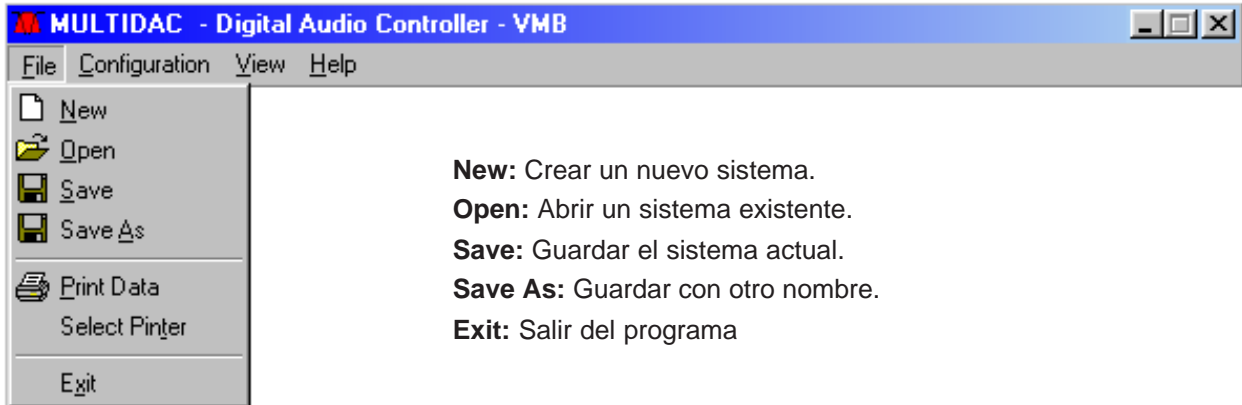 MULTIDAC - Digital Audio Controller - VMB
File Configuration View Help
New
Open
Save
Save As
Print Data
Select Pinter
Exit
New: Crear un nuevo sistema.
Open: Abrir un sistema existente.
Save: Guardar el sistema actual.
Save As: Guardar con otro nombre.
Exit: Salir del programa